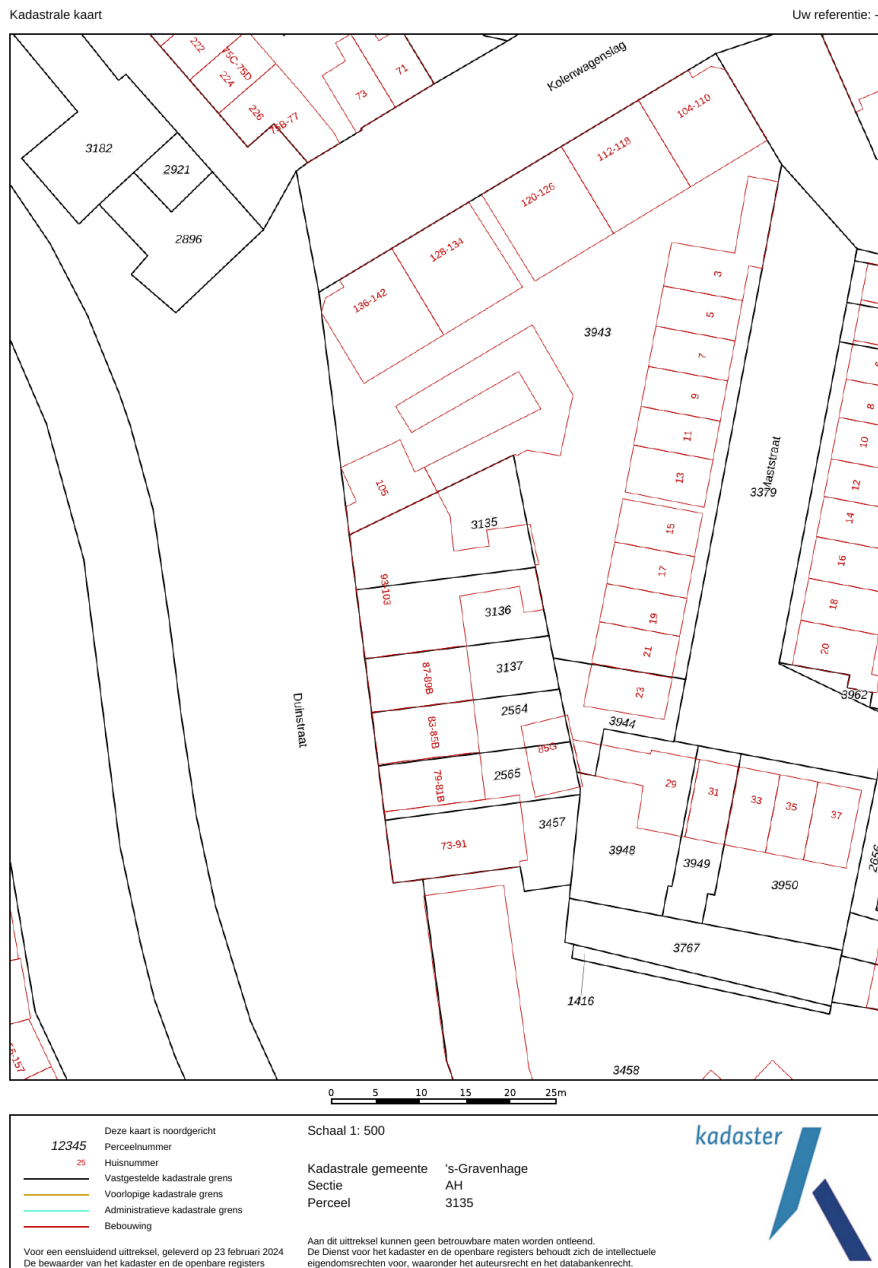 Kadastrale kaart
Uw referentie: -
222
75C-75D
224
226
75B-77
73
71
Kolenwagenslag
104-110
112-118
120-126
128-134
136-142
3182
2921
2896
3943
3
5
7
9
11
13
15
17
19
21
23
Maststraat
3379
8
10
12
14
16
18
20
3962
105
3135
93-103
3136
87-89B
3137
83-85B
2564
85G
79-81B
2565
3457
73-91
Duinstraat
3944
29
31
33
35
37
3948
3949
3950
2656
3767
1416
3458
0 5 10 15 20 25m
Deze kaart is noordgericht
12345 Perceelnummer
25 Huisnummer
Vastgestelde kadastrale grens
Voorlopige kadastrale grens
Administratieve kadastrale grens
Bebouwing
Voor een eensluidend uittreksel, geleverd op 23 februari 2024
De bewaarder van het kadaster en de openbare registers
Schaal 1: 500
Kadastrale gemeente 's-Gravenhage
Sectie AH
Perceel 3135
Aan dit uittreksel kunnen geen betrouwbare maten worden ontleend.
De Dienst voor het kadaster en de openbare registers behoudt zich de intellectuele
eigendomsrechten voor, waaronder het auteursrecht en het databankenrecht.
kadaster